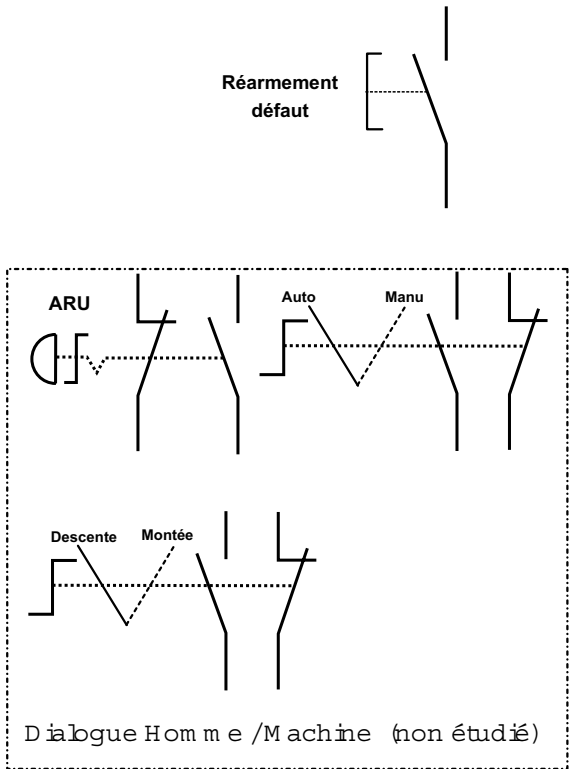 Réarmement
défaut
ARU
Auto
Manu
Descente
Montée
Dialogue Homme/Machine (non étudié)